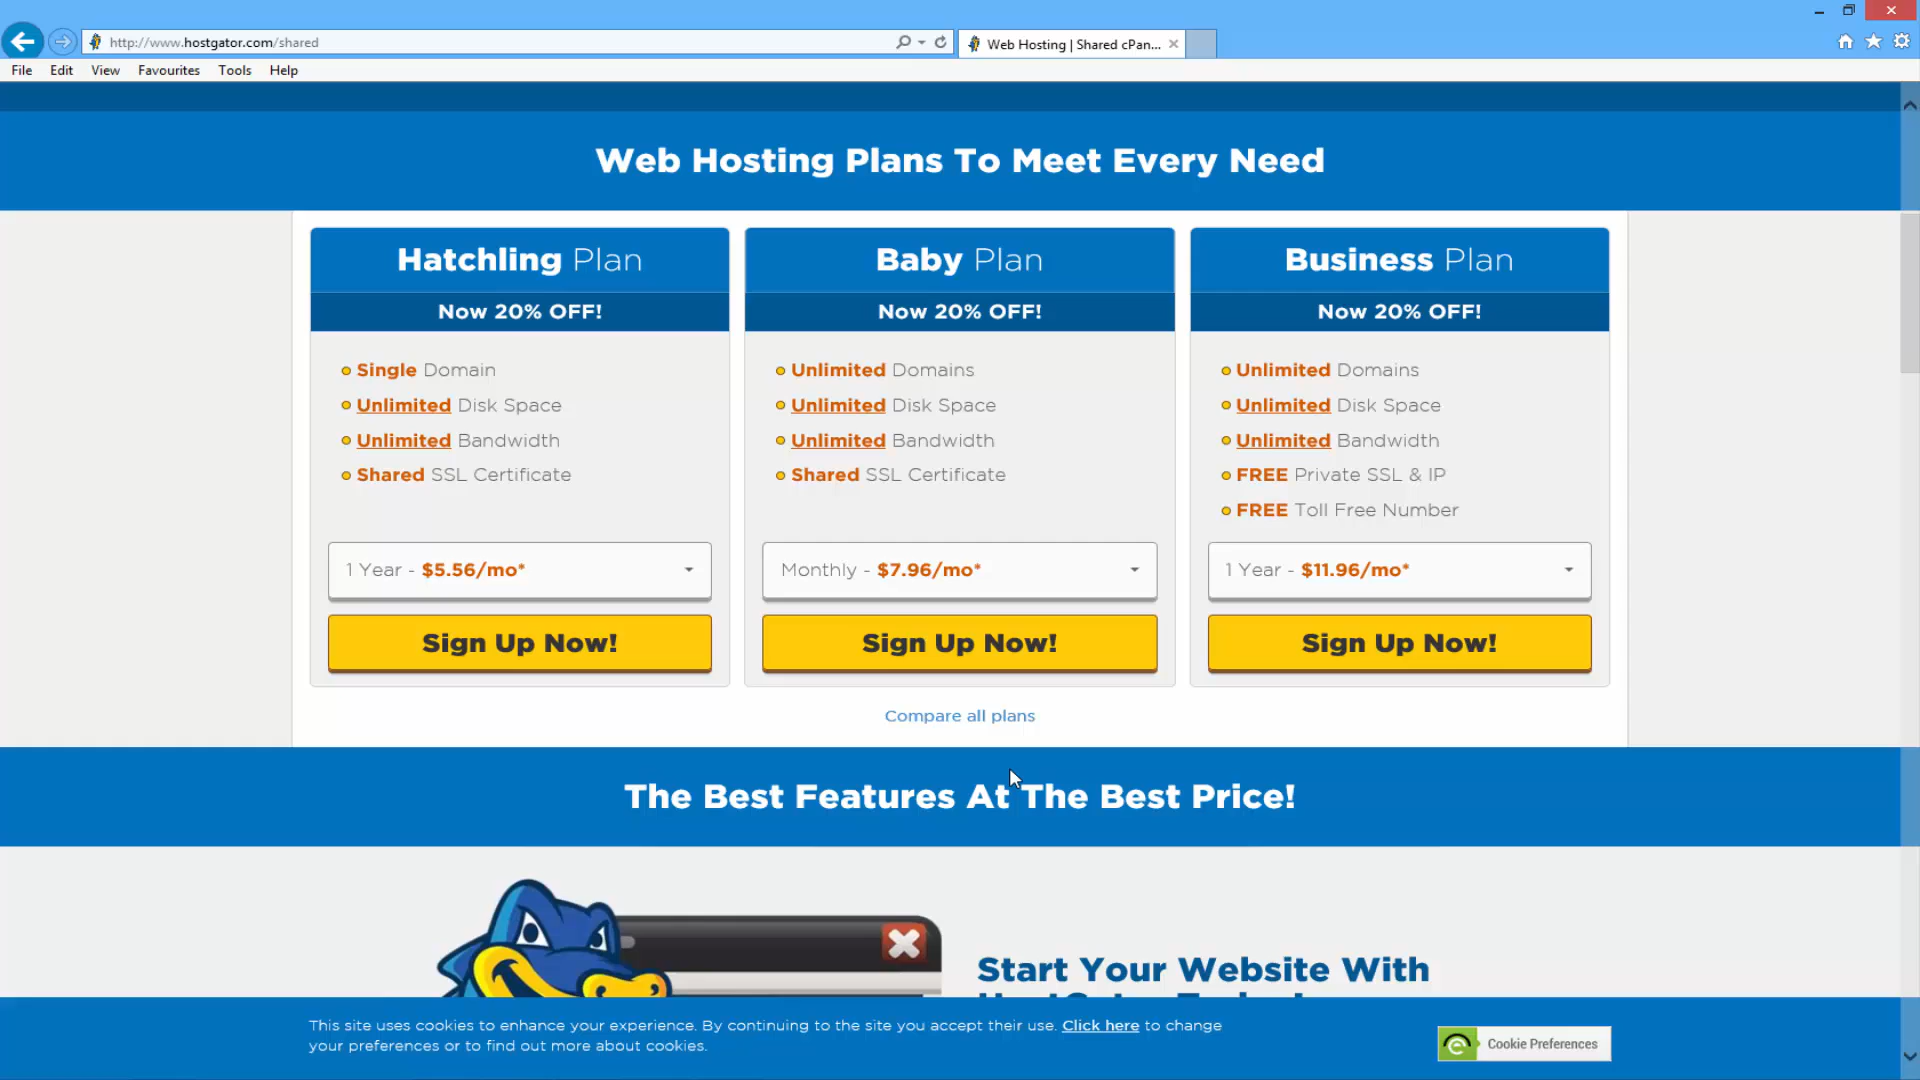 http://www.hostgator.com/shared
Web Hosting | Shared cPan...
File Edit View Favourites Tools Help
Web Hosting Plans To Meet Every Need
Hatchling Plan
Now 20% OFF!
Single Domain
Unlimited Disk Space
Unlimited Bandwidth
Shared SSL Certificate
1 Year - $5.56/mo*
Sign Up Now!
Baby Plan
Now 20% OFF!
Unlimited Domains
Unlimited Disk Space
Unlimited Bandwidth
Shared SSL Certificate
Monthly - $7.96/mo*
Sign Up Now!
Business Plan
Now 20% OFF!
Unlimited Domains
Unlimited Disk Space
Unlimited Bandwidth
FREE Private SSL & IP
FREE Toll Free Number
1 Year - $11.96/mo*
Sign Up Now!
Compare all plans
The Best Features At The Best Price!
Start Your Website With
This site uses cookies to enhance your experience. By continuing to the site you accept their use. Click here to change
your preferences or to find out more about cookies.
Cookie Preferences